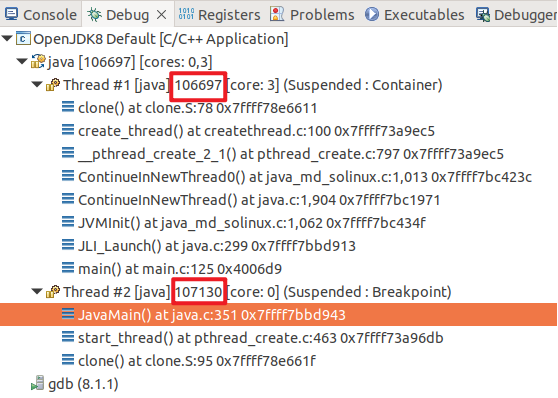 Console Debug Registers Problems Executables Debugger
OpenJDK8 Default [C/C++ Application]
java [106697] [cores: 0,3]
Thread #1 [java] 106697 [core: 3] (Suspended : Container)
clone() at clone.S:78 0x7ffff78e6611
create_thread() at createthread.c:100 0x7ffff73a9ec5
__pthread_create_2_1() at pthread_create.c:797 0x7ffff73a9ec5
ContinueInNewThread0() at java_md_solinux.c:1,013 0x7ffff7bc423c
ContinueInNewThread() at java.c:1,904 0x7ffff7bc1971
JVMInit() at java_md_solinux.c:1,062 0x7ffff7bc434f
JLI_Launch() at java.c:299 0x7ffff7bbd913
main() at main.c:125 0x4006d9
Thread #2 [java] 107130 [core: 0] (Suspended : Breakpoint)
JavaMain() at java.c:351 0x7ffff7bbd943
start_thread() at pthread_create.c:463 0x7ffff73a96db
clone() at clone.S:95 0x7ffff78e661f
gdb (8.1.1)